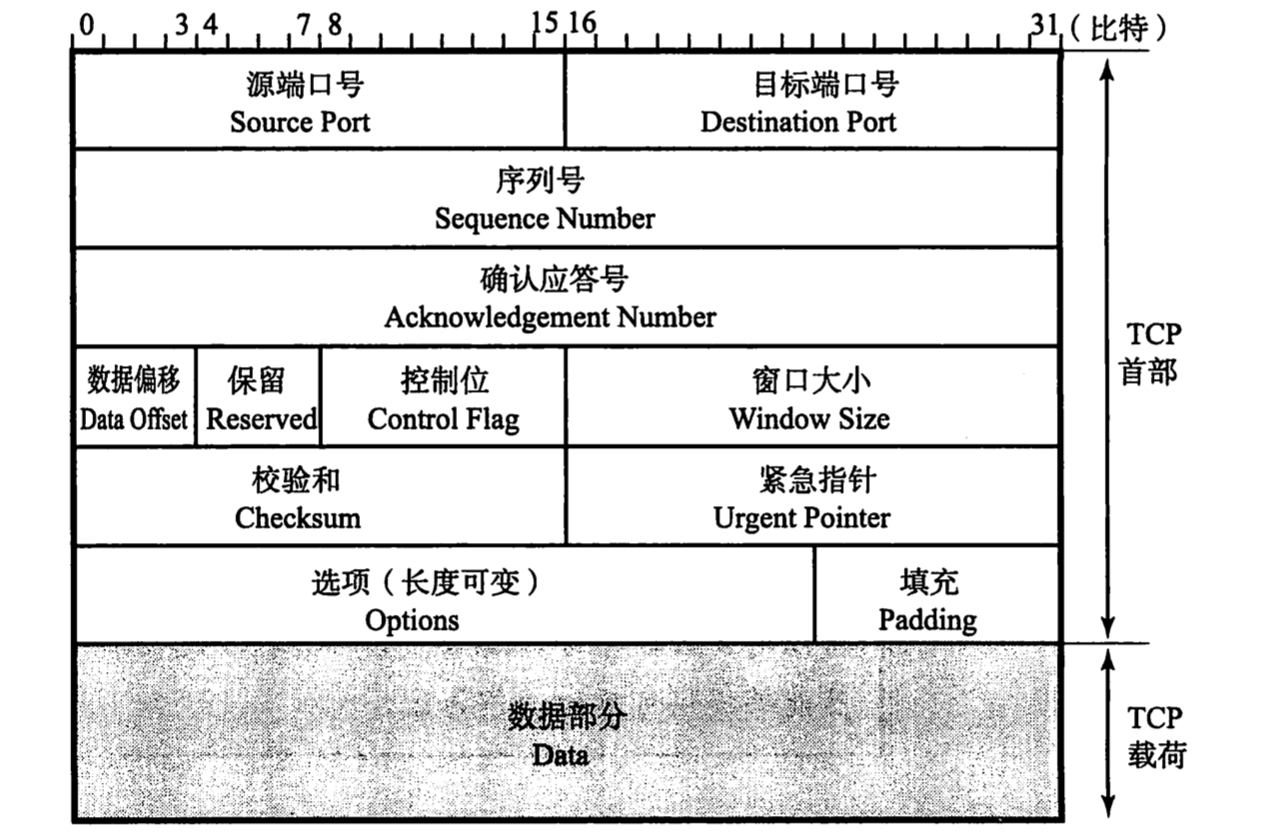 0 3 4 7 8 15 16 31 (比特)
源端口号
Source Port
目标端口号
Destination Port
序列号
Sequence Number
确认应答号
Acknowledgement Number
数据偏移
Data Offset
保留
Reserved
控制位
Control Flag
窗口大小
Window Size
校验和
Checksum
紧急指针
Urgent Pointer
选项(长度可变)
Options
填充
Padding
TCP
首部
数据部分
Data
TCP
载荷